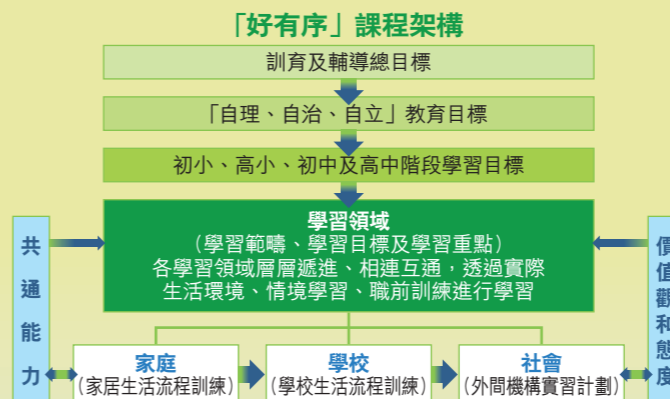 「好有序」課程架構
訓育及輔導總目標
「自理、自治、自立」教育目標
初小、高小、初中及高中階段學習目標
學習領域
（學習範疇、學習目標及學習重點）
各學習領域層層遞進、相連互通，透過實際
生活環境、情境學習、職前訓練進行學習
共通能力
價值觀和態度
家庭
（家居生活流程訓練）
學校
（學校生活流程訓練）
社會
（外間機構實習計劃）